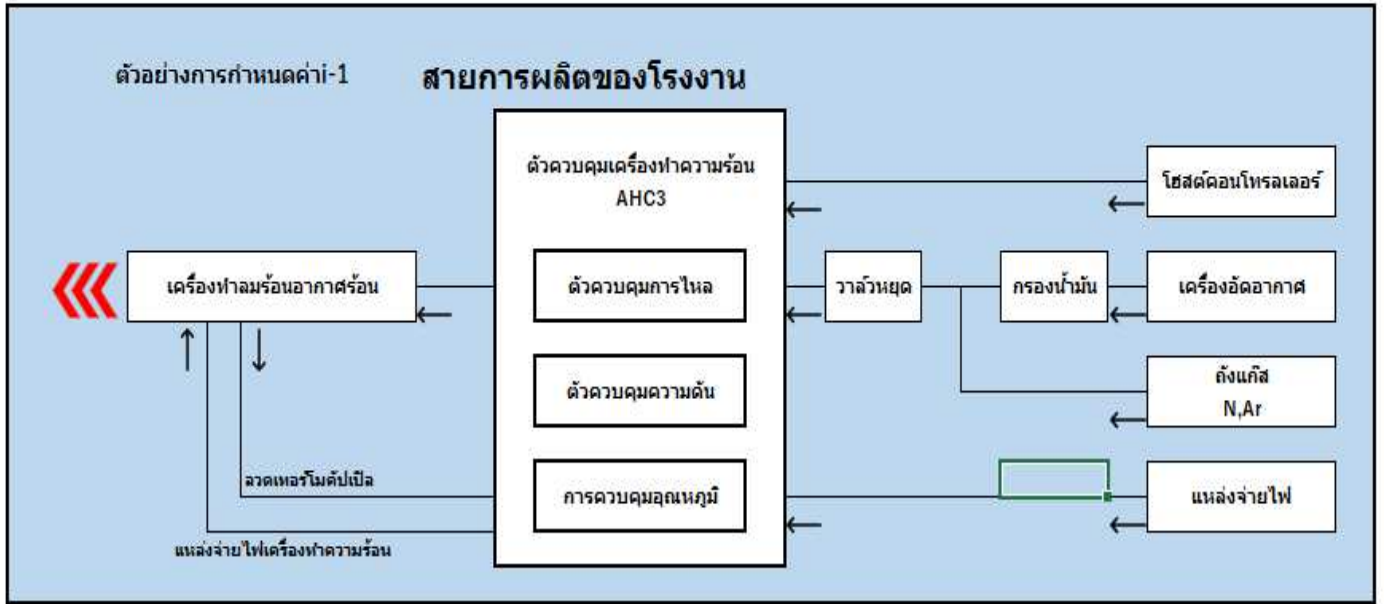 ตัวอย่างการกำหนดค่าi-1
สายการผลิตของโรงงาน
ตัวควบคุมเครื่องทำความร้อน
AHC3
โฮสต์คอนโทรลเลอร์
เครื่องทำลมร้อนอากาศร้อน
ตัวควบคุมการไหล
วาล์วหยุด
กรองน้ำมัน
เครื่องอัดอากาศ
ตัวควบคุมความดัน
ถังแก๊ส
N,Ar
ลวดเทอร์โมคัปเปิล
การควบคุมอุณหภูมิ
แหล่งจ่ายไฟ
แหล่งจ่ายไฟเครื่องทำความร้อน